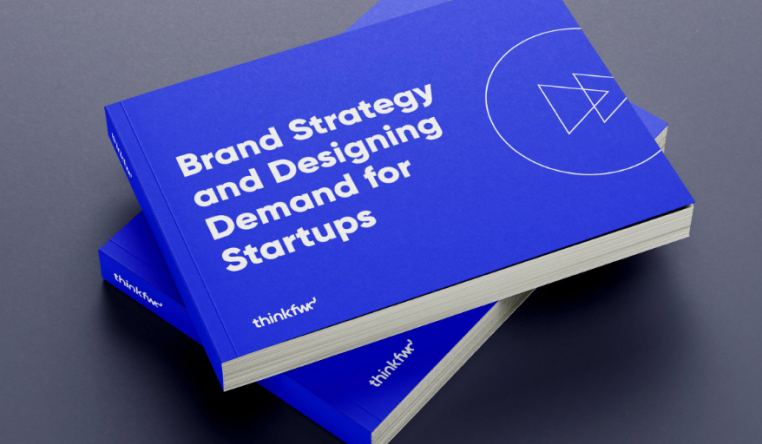 Brand Strategy
and Designing
Demand for
Startups
thinkfwd
thinkfwd
thinkfwd